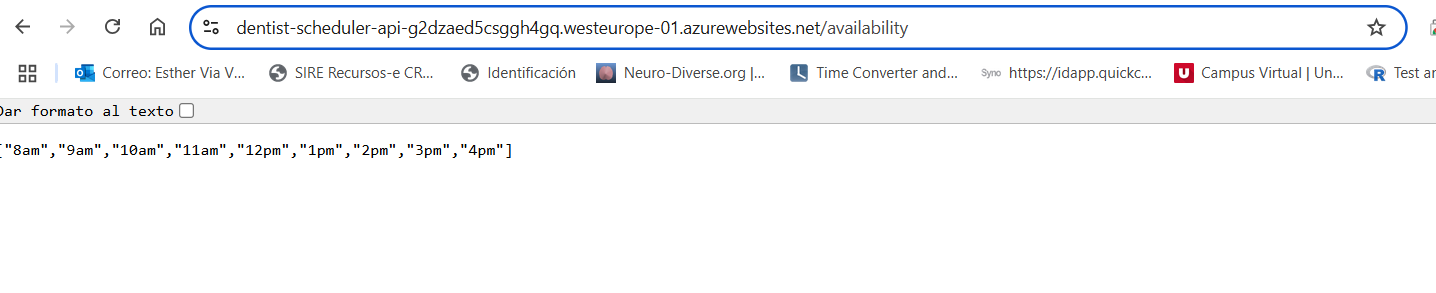 dentist-scheduler-api-g2dzaed5csggh4gq.westeurope-01.azurewebsites.net/availability
Correo: Esther Via V... SIRE Recursos-e CR... Identificación Neuro-Diverse.org |... Time Converter and... Syno https://idapp.quickc... U Campus Virtual | Un... R Test an
Dar formato al texto
["8am","9am","10am","11am","12pm","1pm","2pm","3pm","4pm"]